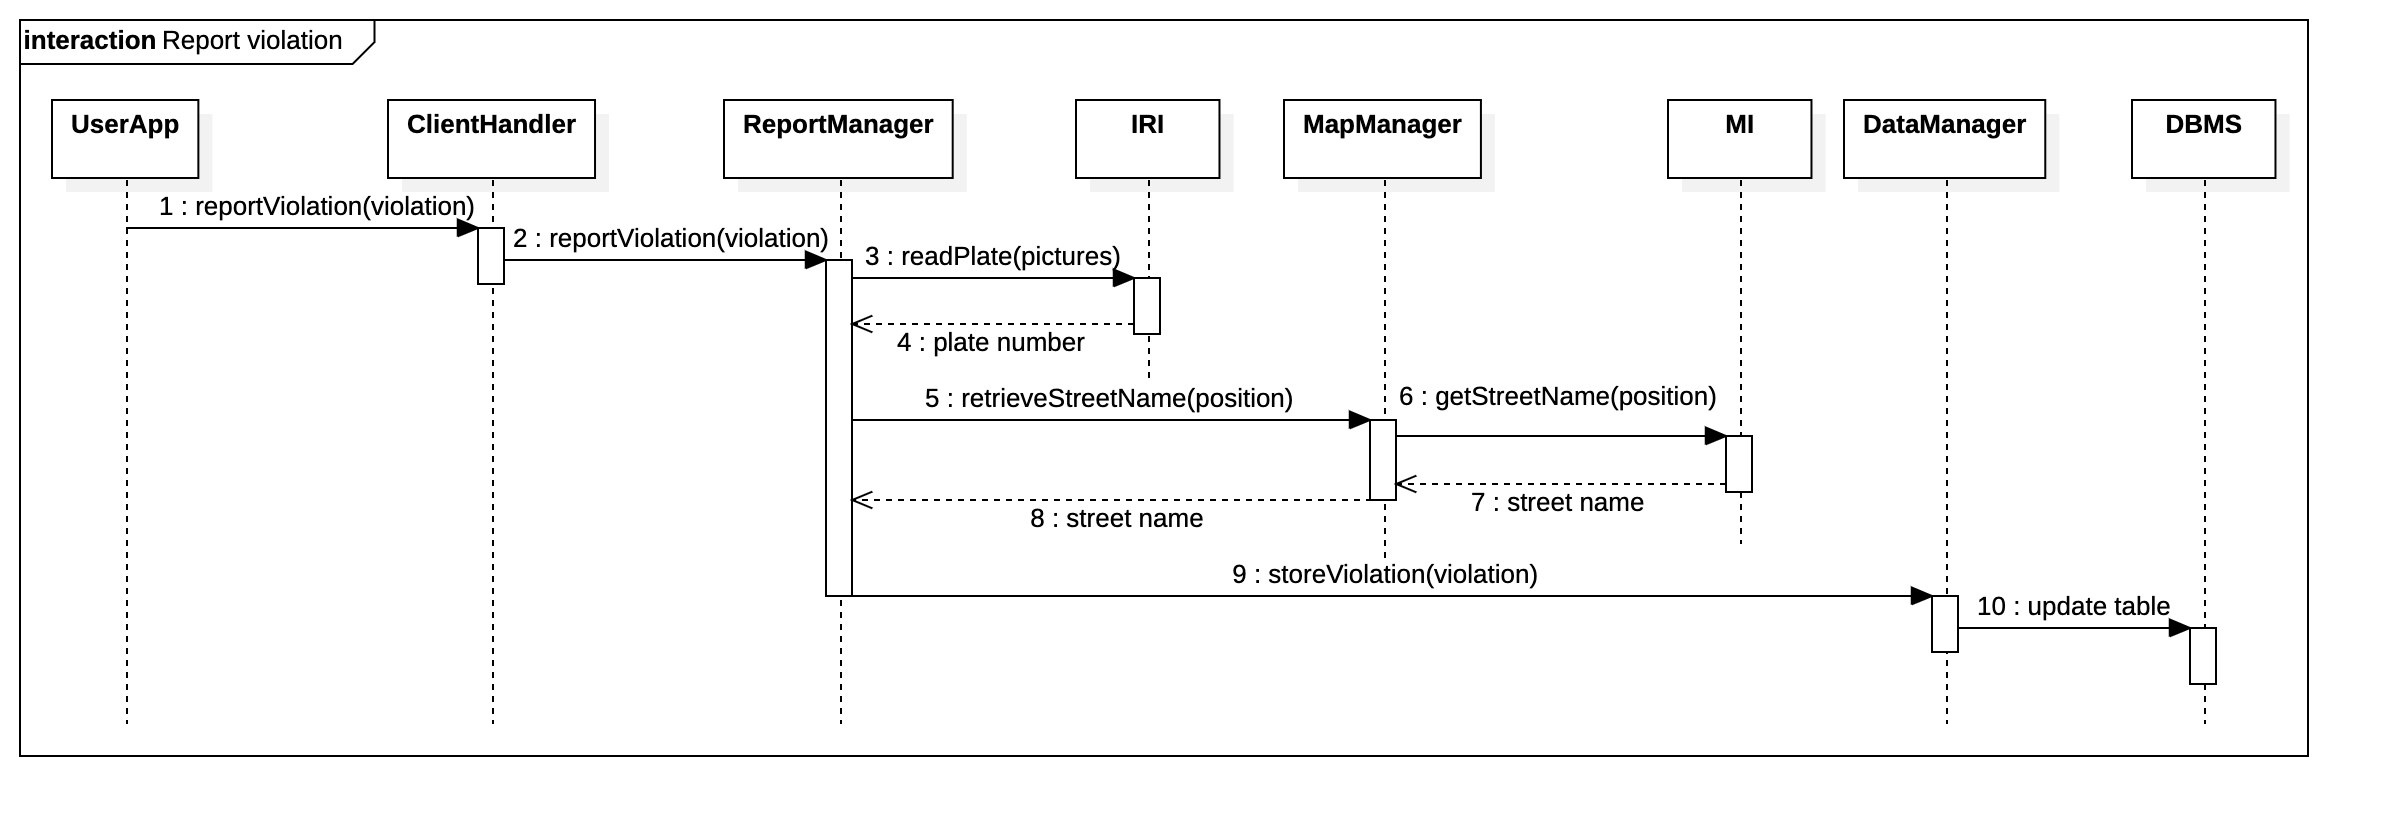 interaction Report violation
UserApp
ClientHandler
ReportManager
IRI
MapManager
MI
DataManager
DBMS
1 : reportViolation(violation)
2 : reportViolation(violation)
3 : readPlate(pictures)
4 : plate number
5 : retrieveStreetName(position)
6 : getStreetName(position)
7 : street name
8 : street name
9 : storeViolation(violation)
10 : update table